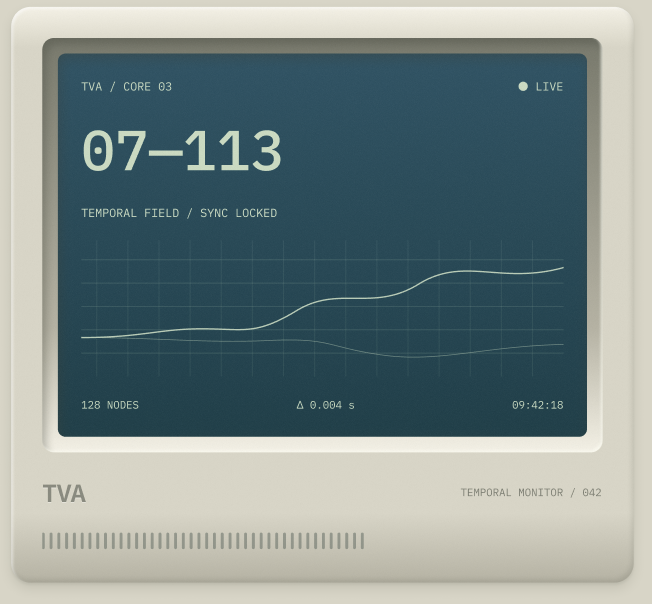 TVA / CORE 03
LIVE
07—113
TEMPORAL FIELD / SYNC LOCKED
128 NODES
Δ 0.004 s
09:42:18
TVA
TEMPORAL MONITOR / 042